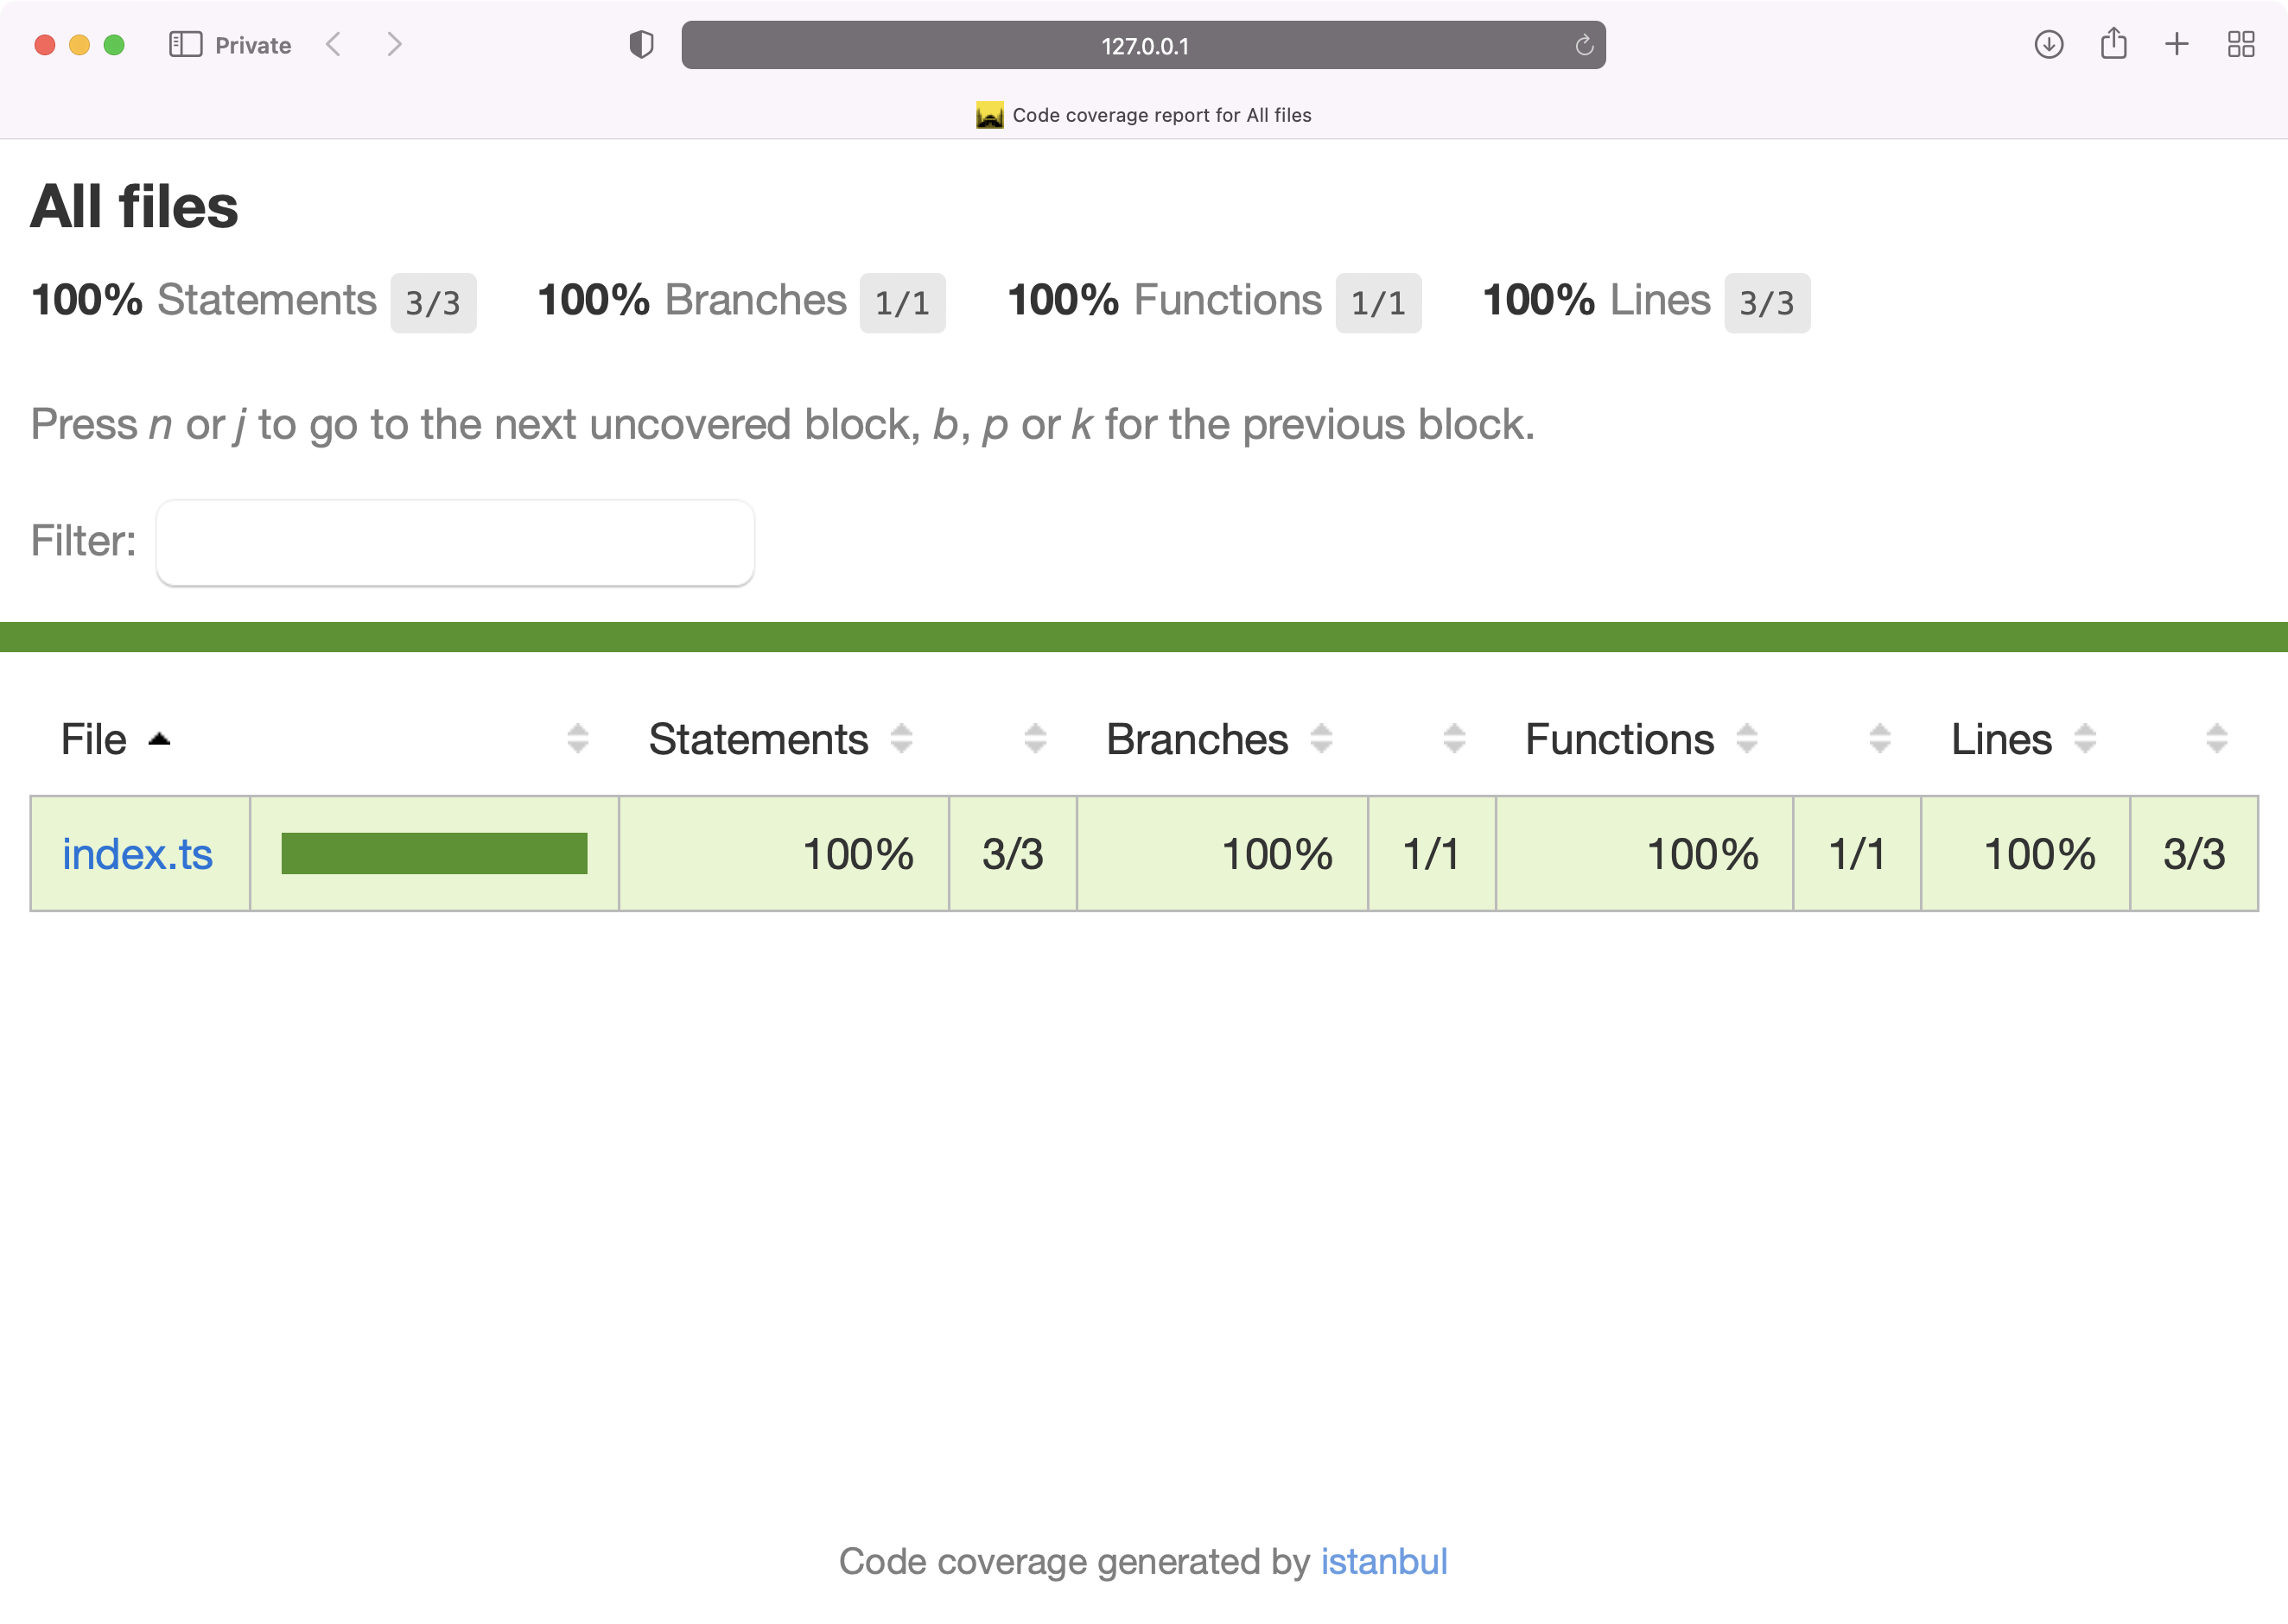 Private
127.0.0.1
Code coverage report for All files
All files
100% Statements 3/3 100% Branches 1/1 100% Functions 1/1 100% Lines 3/3
Press n or j to go to the next uncovered block, b, p or k for the previous block.
Filter:
File Statements Branches Functions Lines
index.ts 100% 3/3 100% 1/1 100% 1/1 100% 3/3
Code coverage generated by istanbul